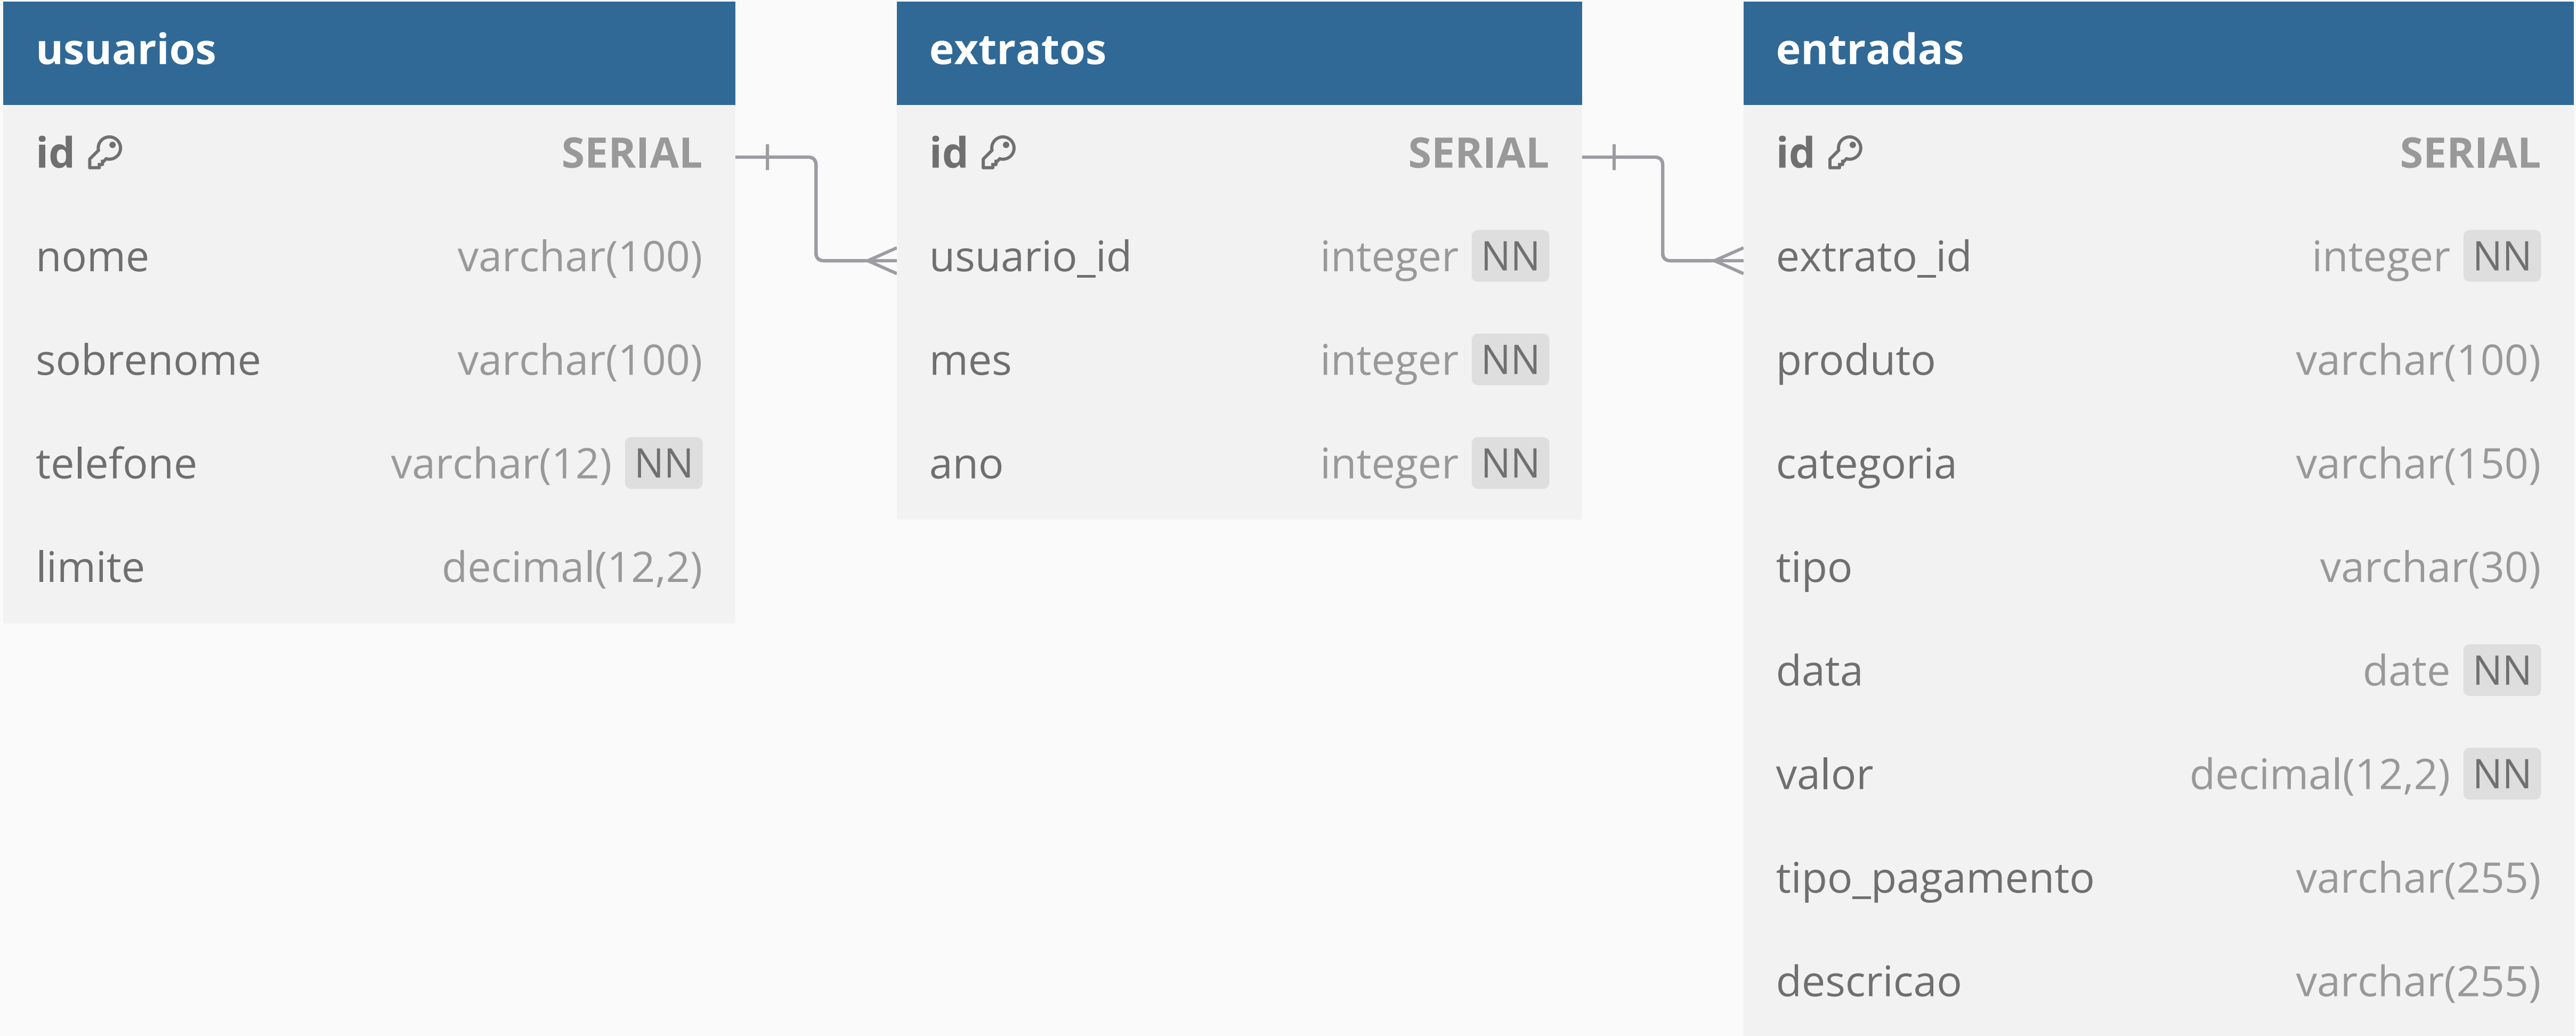 usuarios
id SERIAL
nome varchar(100)
sobrenome varchar(100)
telefone varchar(12) NN
limite decimal(12,2)
extratos
id SERIAL
usuario_id integer NN
mes integer NN
ano integer NN
entradas
id SERIAL
extrato_id integer NN
produto varchar(100)
categoria varchar(150)
tipo varchar(30)
data date NN
valor decimal(12,2) NN
tipo_pagamento varchar(255)
descricao varchar(255)